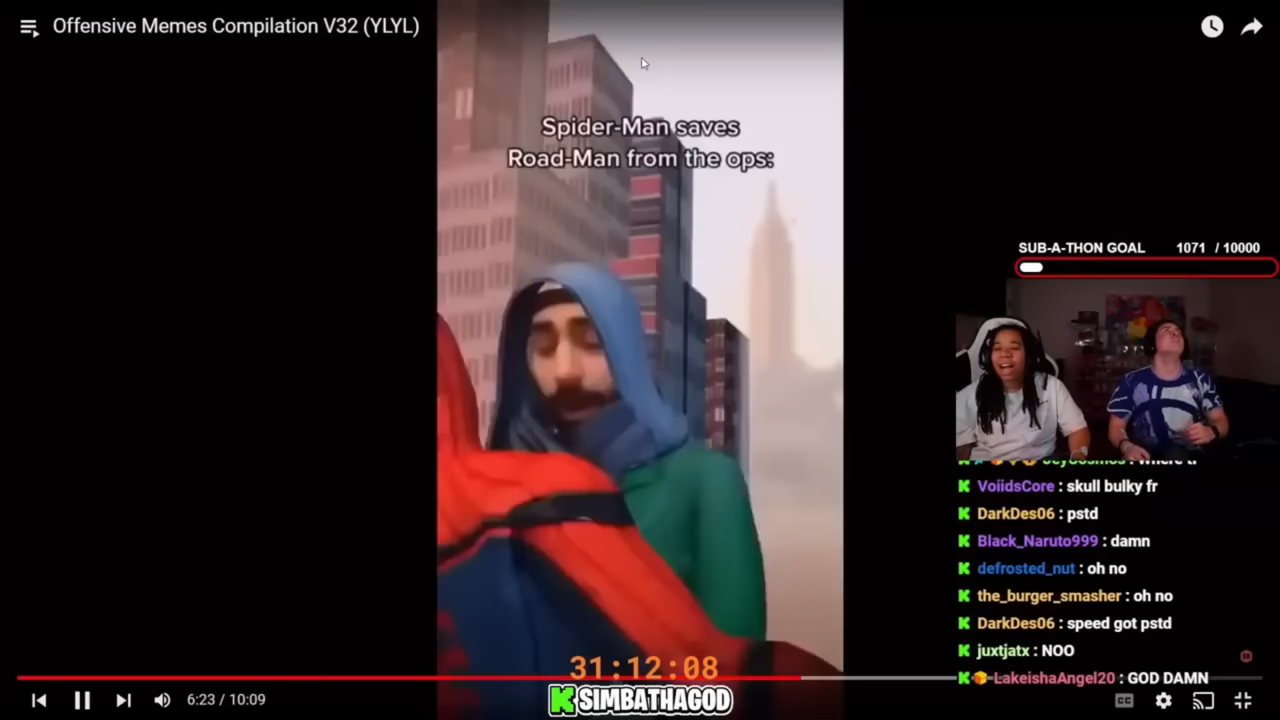 Offensive Memes Compilation V32 (YLYL)
Spider-Man saves
Road-Man from the ops:
SUB-A-THON GOAL 1071 / 10000
VoiidsCore : skull bulky fr
DarkDes06 : pstd
Black_Naruto999 : damn
defrosted_nut : oh no
the_burger_smasher : oh no
DarkDes06 : speed got pstd
juxtjatx : NOO
LakeishaAngel20 : GOD DAMN
31:12:08
K SIMBATHAGOD
6:23 / 10:09
CC